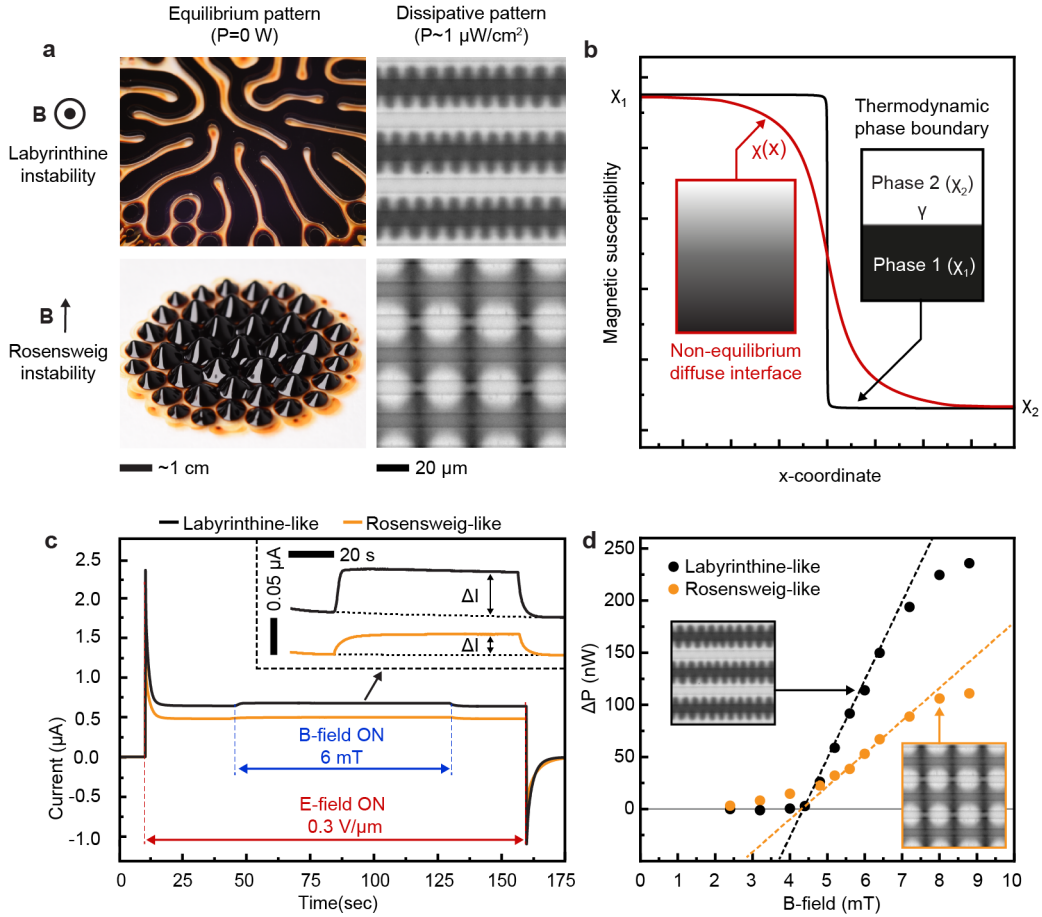 Equilibrium pattern
(P=0 W)
Dissipative pattern
(P~1 µW/cm²)
a
B
Labyrinthine
instability
B
Rosensweig
instability
~1 cm
20 µm
b
Magnetic susceptiblity
χ₁
χ(x)
Thermodynamic
phase boundary
Phase 2 (χ₂)
γ
Phase 1 (χ₁)
Non-equilibrium
diffuse interface
χ₂
x-coordinate
Labyrinthine-like
Rosensweig-like
c
20 s
0.05 µA
ΔI
ΔI
B-field ON
6 mT
E-field ON
0.3 V/µm
Current (µA)
2.5
2.0
1.5
1.0
0.5
0.0
-0.5
-1.0
0
25
50
75
100
125
150
175
Time(sec)
d
Labyrinthine-like
Rosensweig-like
ΔP (nW)
250
200
150
100
50
0
-50
0
1
2
3
4
5
6
7
8
9
10
B-field (mT)